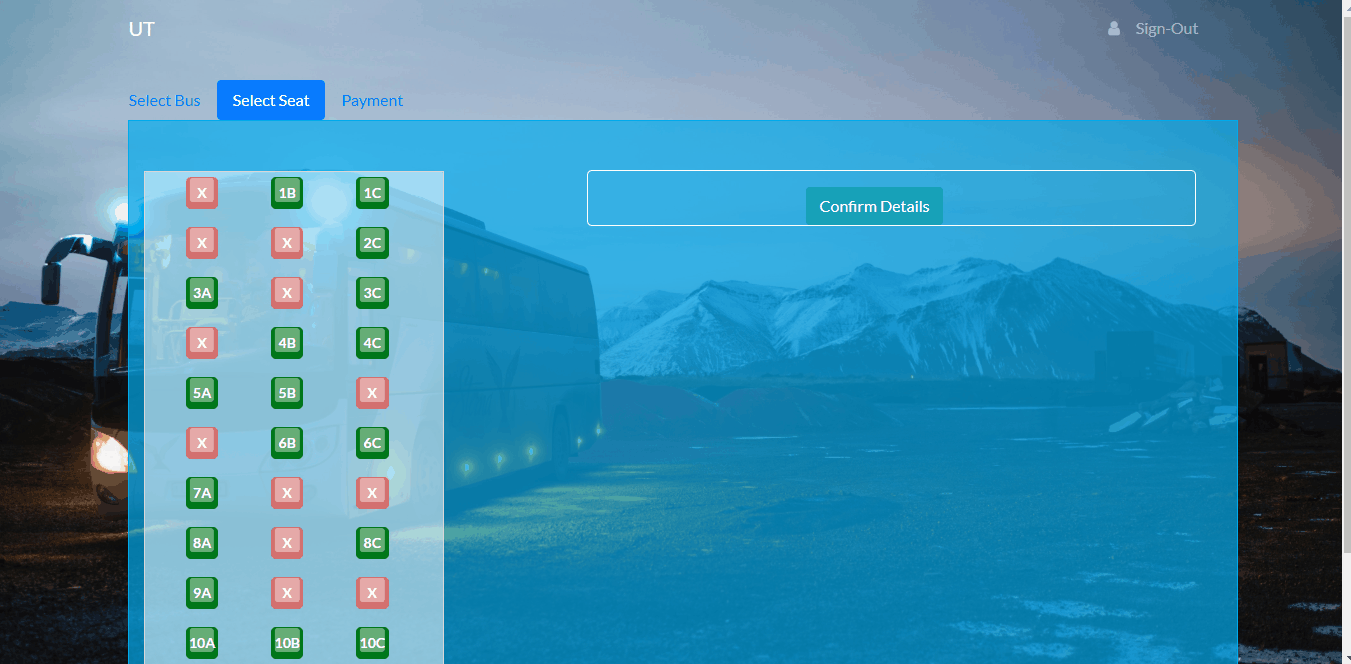 UT
Sign-Out
Select Bus Select Seat Payment
X 1B 1C
Confirm Details
X X 2C
3A X 3C
X 4B 4C
5A 5B X
X 6B 6C
7A X X
8A X 8C
9A X X
10A 10B 10C